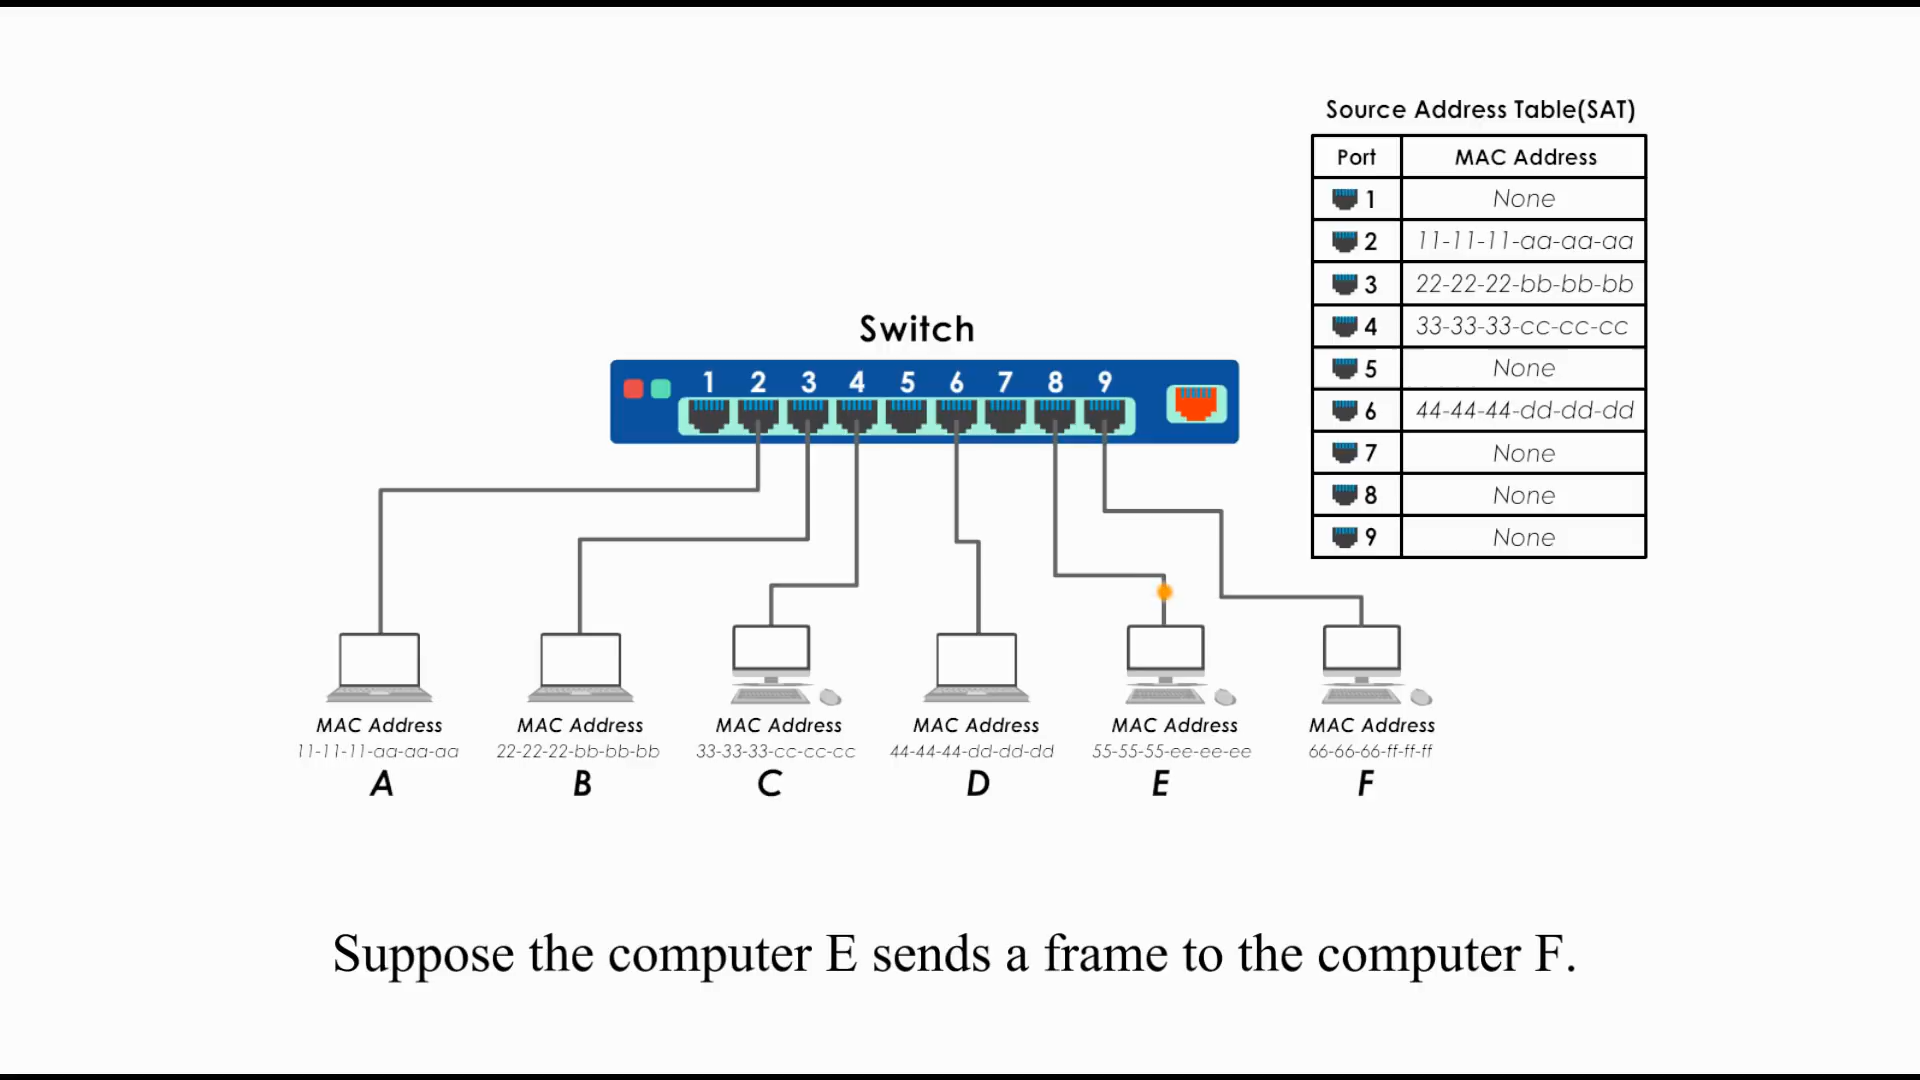 Source Address Table(SAT)
Port MAC Address
1 None
2 11-11-11-aa-aa-aa
3 22-22-22-bb-bb-bb
4 33-33-33-cc-cc-cc
5 None
6 44-44-44-dd-dd-dd
7 None
8 None
9 None
Switch
1 2 3 4 5 6 7 8 9
MAC Address MAC Address MAC Address MAC Address MAC Address MAC Address
11-11-11-aa-aa-aa 22-22-22-bb-bb-bb 33-33-33-cc-cc-cc 44-44-44-dd-dd-dd 55-55-55-ee-ee-ee 66-66-66-ff-ff-ff
A B C D E F
Suppose the computer E sends a frame to the computer F.